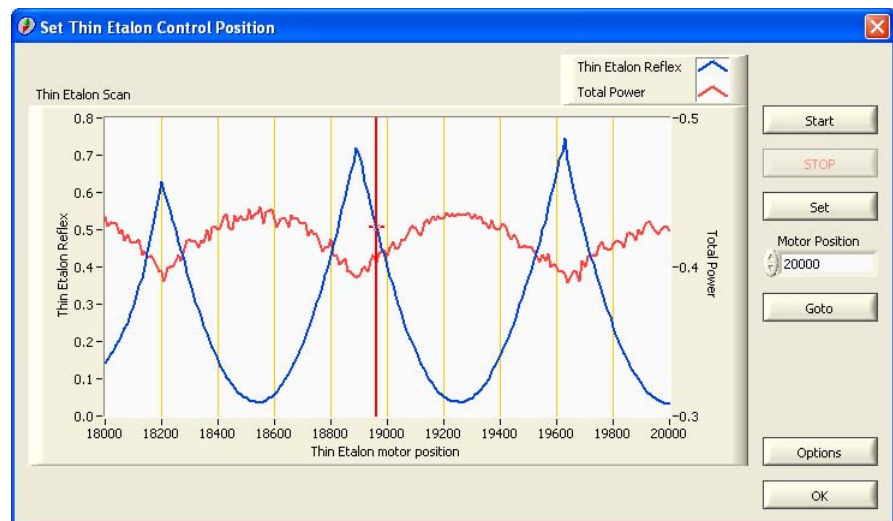 Set Thin Etalon Control Position
Thin Etalon Reflex
Total Power
Thin Etalon Scan
0.8
0.7
0.6
0.5
0.4
0.3
0.2
0.1
0.0
Thin Etalon Reflex
0.5
0.4
0.3
Total Power
18000 18200 18400 18600 18800 19000 19200 19400 19600 19800 20000
Thin Etalon motor position
Start
STOP
Set
Motor Position
20000
Goto
Options
OK